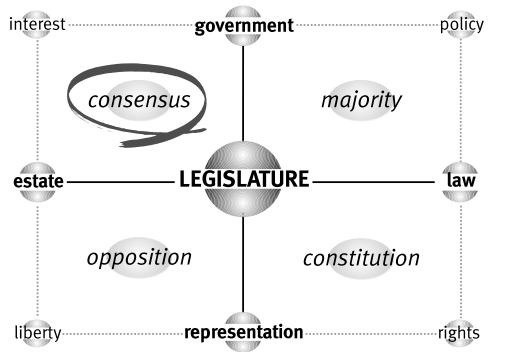 interest government policy
consensus majority
estate LEGISLATURE law
opposition constitution
liberty representation rights